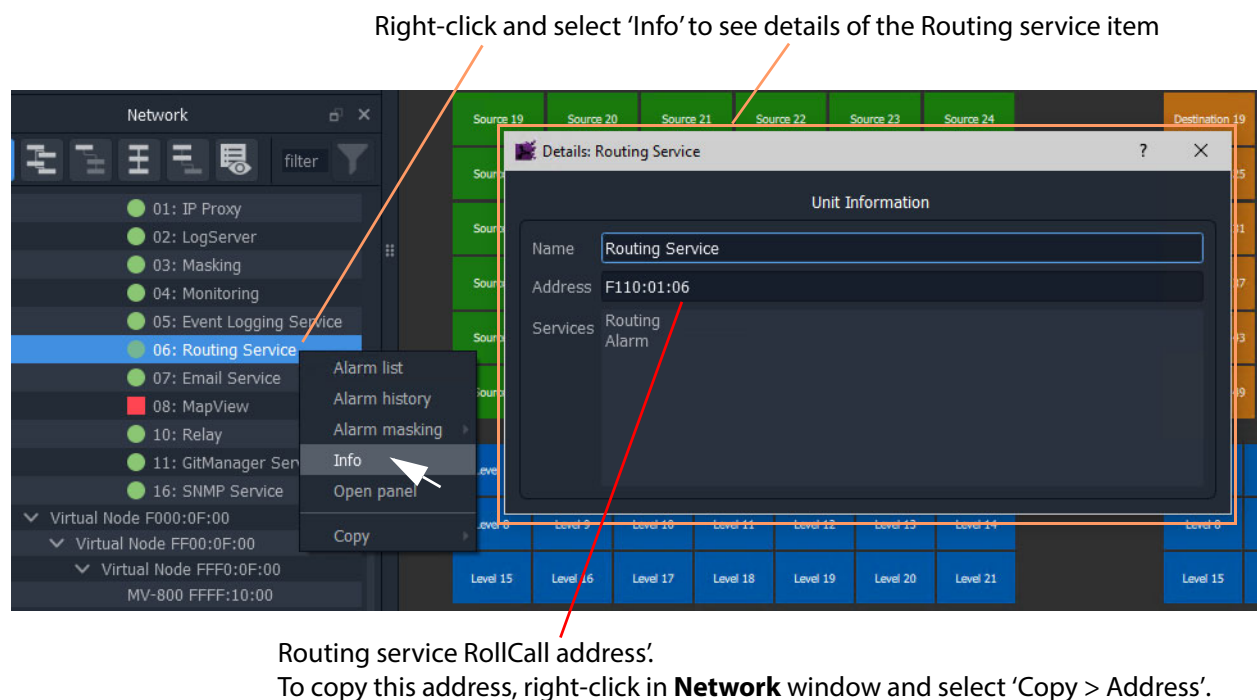 Right-click and select ‘Info’ to see details of the Routing service item
Network
filter
01: IP Proxy
02: LogServer
03: Masking
04: Monitoring
05: Event Logging Service
06: Routing Service
07: Email Service
08: MapView
10: Relay
11: GitManager Ser
16: SNMP Service
Virtual Node F000:0F:00
Virtual Node FF00:0F:00
Virtual Node FFF0:0F:00
MV-800 FFFF:10:00
Alarm list
Alarm history
Alarm masking
Info
Open panel
Copy
Source 19 Source 20 Source 21 Source 22 Source 23 Source 24 Destination 19
Details: Routing Service ?
Unit Information
Name Routing Service
Address F110:01:06
Services Routing
Alarm
Level 8 Level 9 Level 10 Level 11 Level 12 Level 13 Level 14 Level 8
Level 15 Level 16 Level 17 Level 18 Level 19 Level 20 Level 21 Level 15
Routing service RollCall address’.
To copy this address, right-click in Network window and select ‘Copy > Address’.